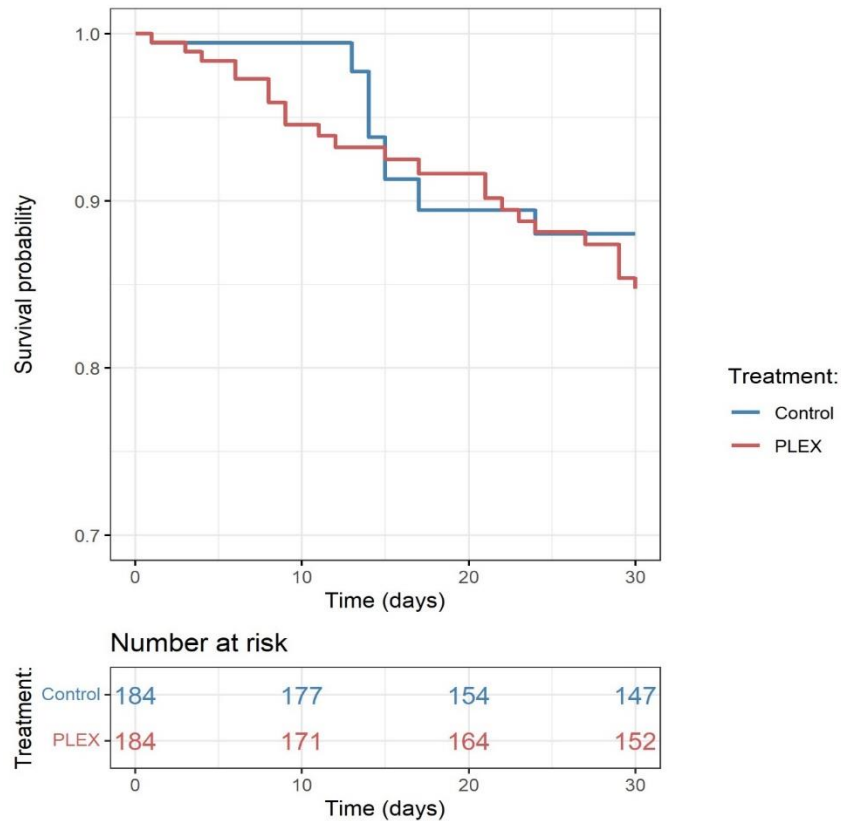 1.0
0.9
0.8
0.7
Survival probability
0 10 20 30
Time (days)
Treatment:
Control
PLEX
Number at risk
Treatment:
Control 184 177 154 147
PLEX 184 171 164 152
0 10 20 30
Time (days)